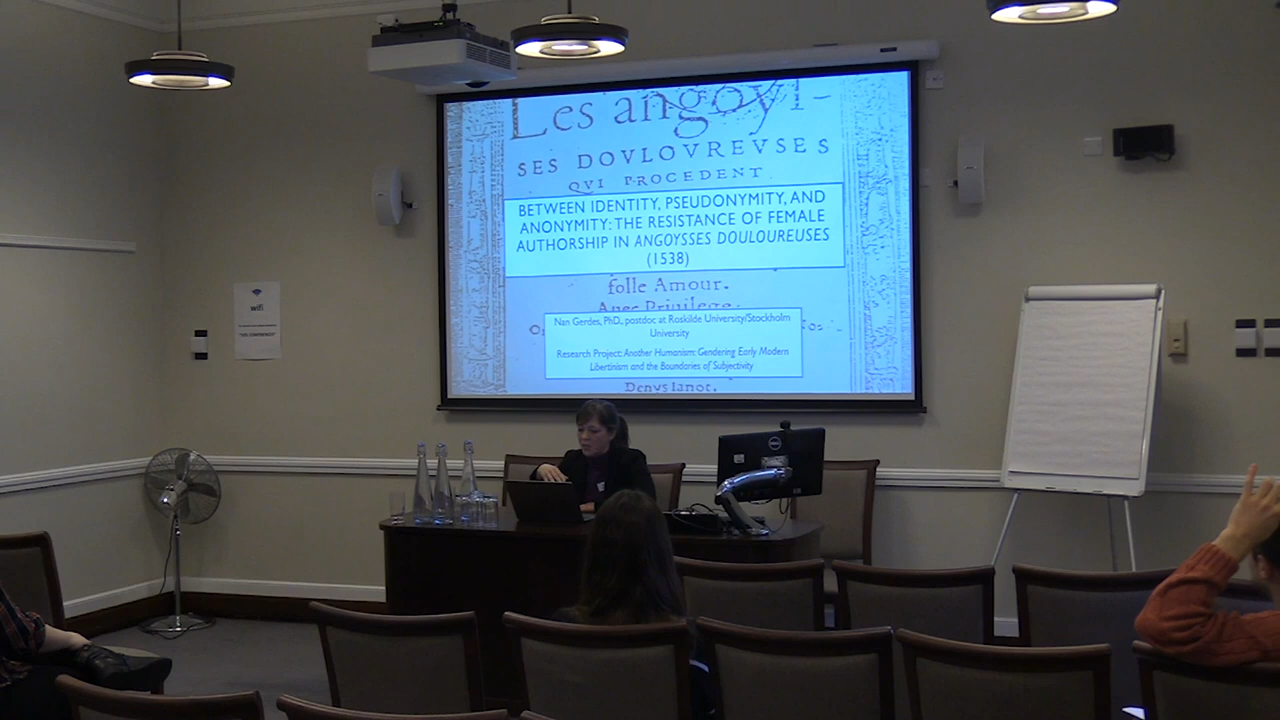 Les angoyſ-
SES DOVLOVREVSES
QVI PROCEDENT
BETWEEN IDENTITY, PSEUDONYMITY, AND
ANONYMITY: THE RESISTANCE OF FEMALE
AUTHORSHIP IN ANGOYSSES DOULOUREUSES
(1538)
folle Amour.
Auec Priuilege.
Nan Gerdes, PhD., postdoc at Roskilde University/Stockholm
University
Research Project: Another Humanism: Gendering Early Modern
Libertinism and the Boundaries of Subjectivity
Denys Ianot.
wifi
DELL